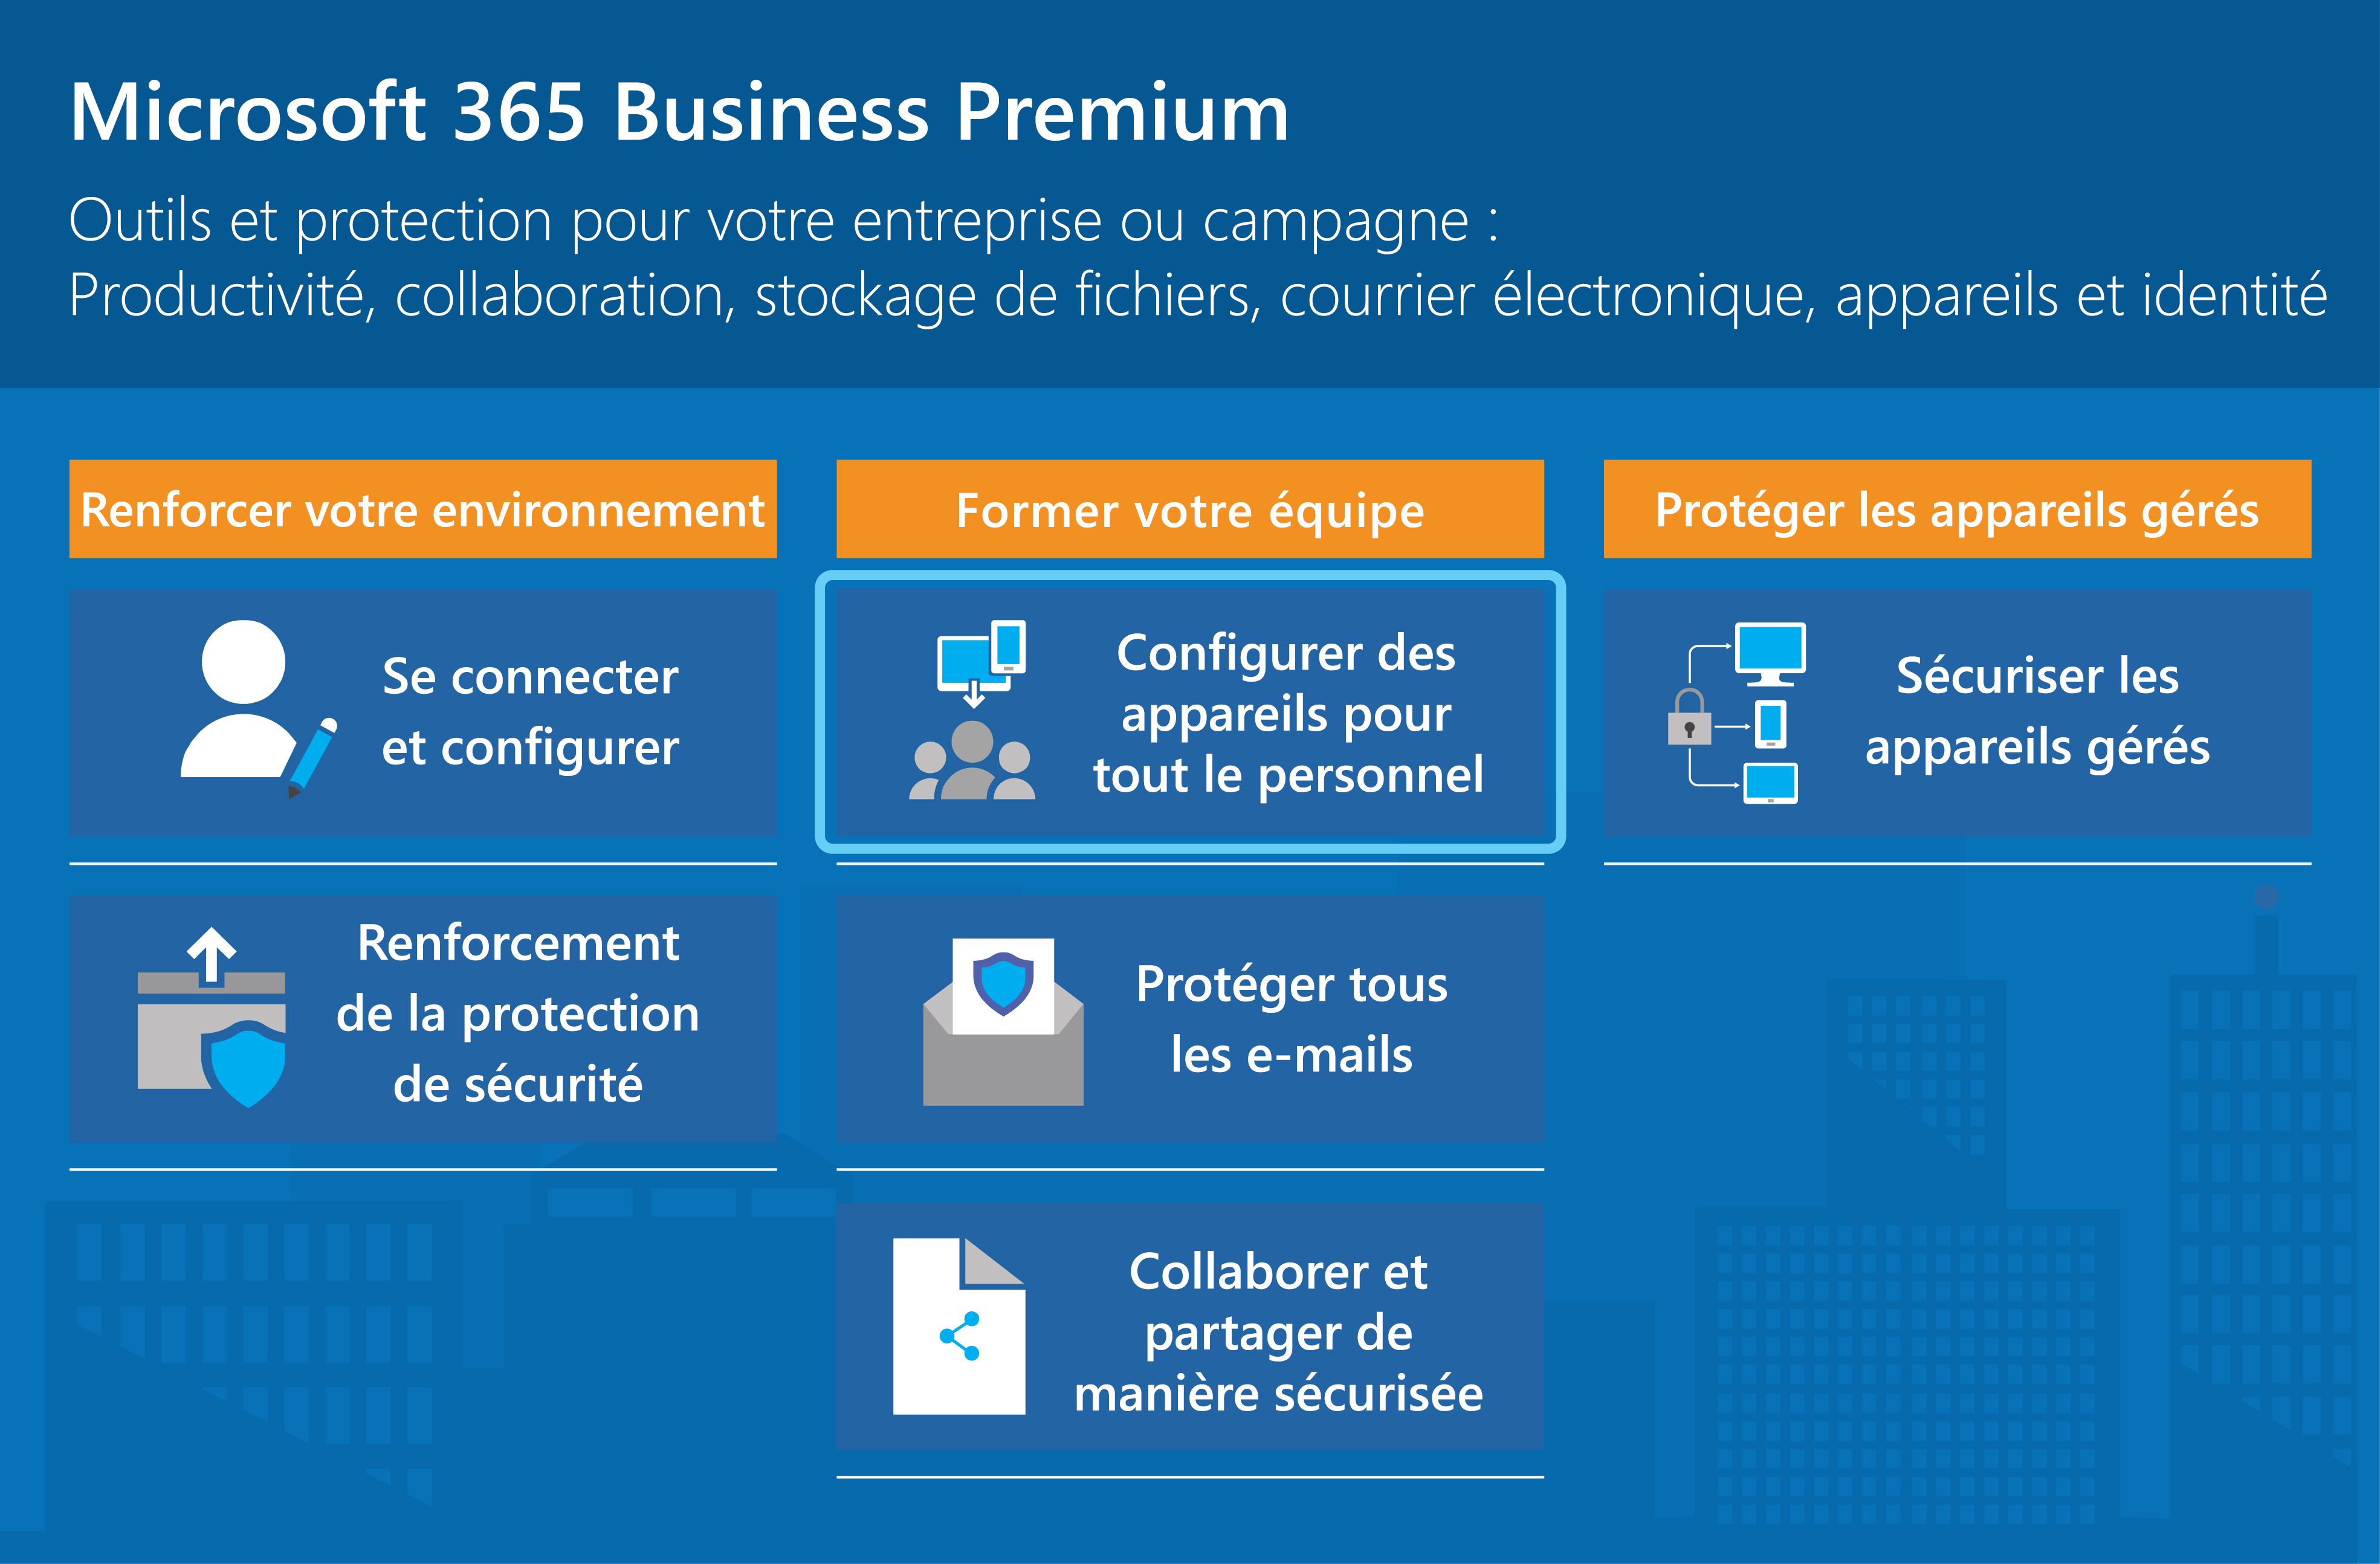 Microsoft 365 Business Premium
Outils et protection pour votre entreprise ou campagne :
Productivité, collaboration, stockage de fichiers, courrier électronique, appareils et identité
Renforcer votre environnement
Se connecter
et configurer
Renforcement
de la protection
de sécurité
Former votre équipe
Configurer des
appareils pour
tout le personnel
Protéger tous
les e-mails
Collaborer et
partager de
manière sécurisée
Protéger les appareils gérés
Sécuriser les
appareils gérés